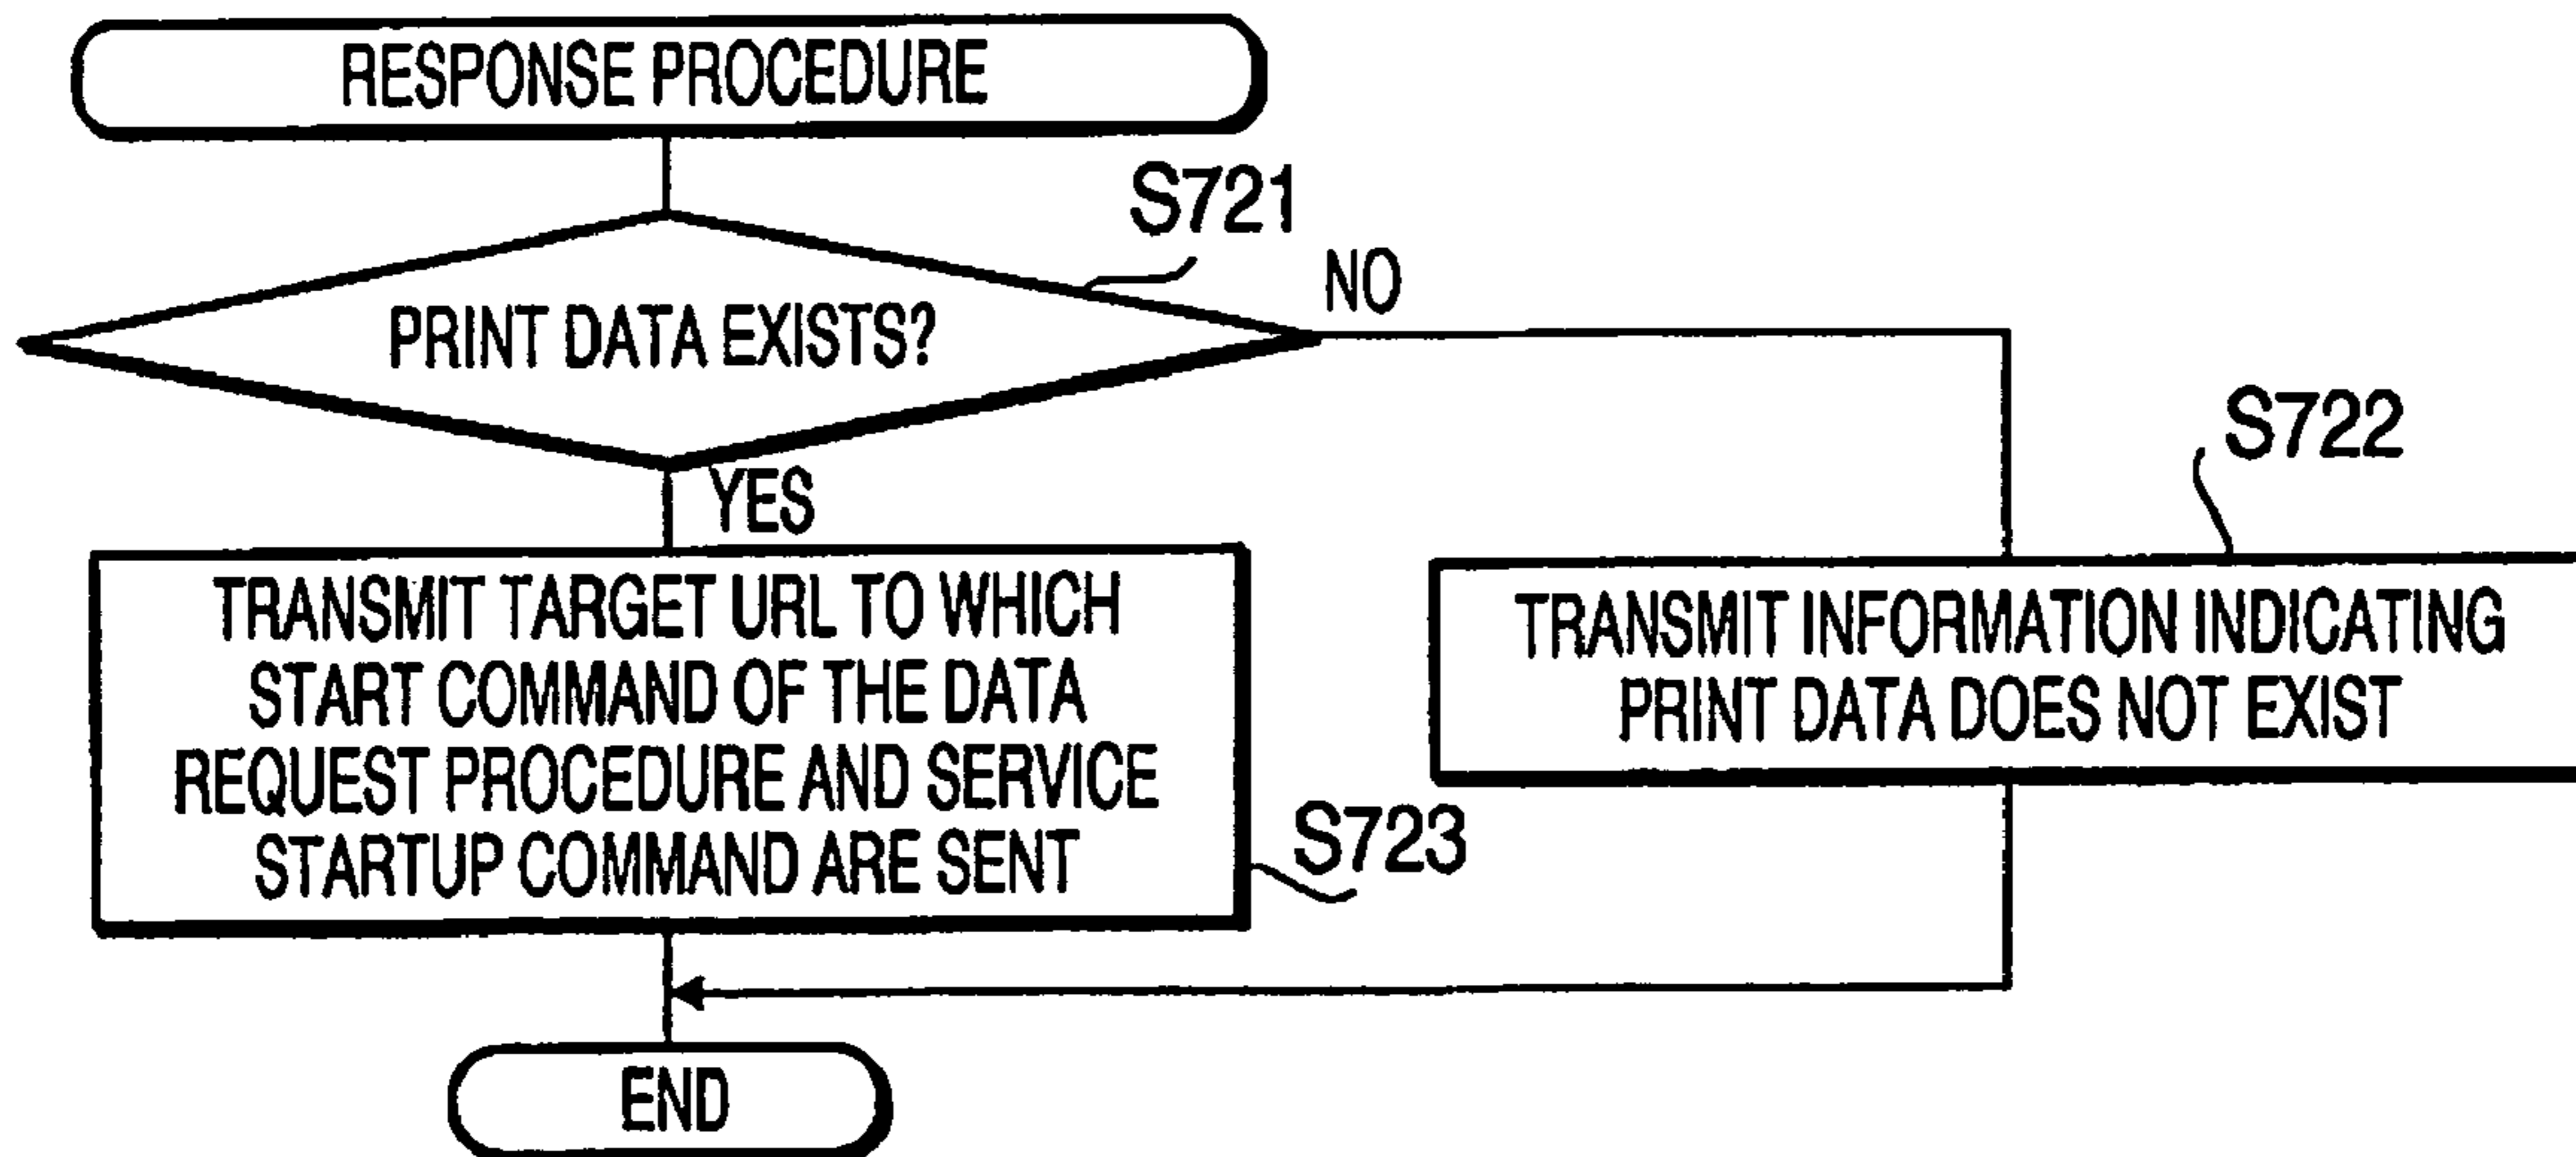 RESPONSE PROCEDURE
S721
PRINT DATA EXISTS?
NO
YES
S722
TRANSMIT TARGET URL TO WHICH
START COMMAND OF THE DATA
REQUEST PROCEDURE AND SERVICE
STARTUP COMMAND ARE SENT
S723
TRANSMIT INFORMATION INDICATING
PRINT DATA DOES NOT EXIST
END